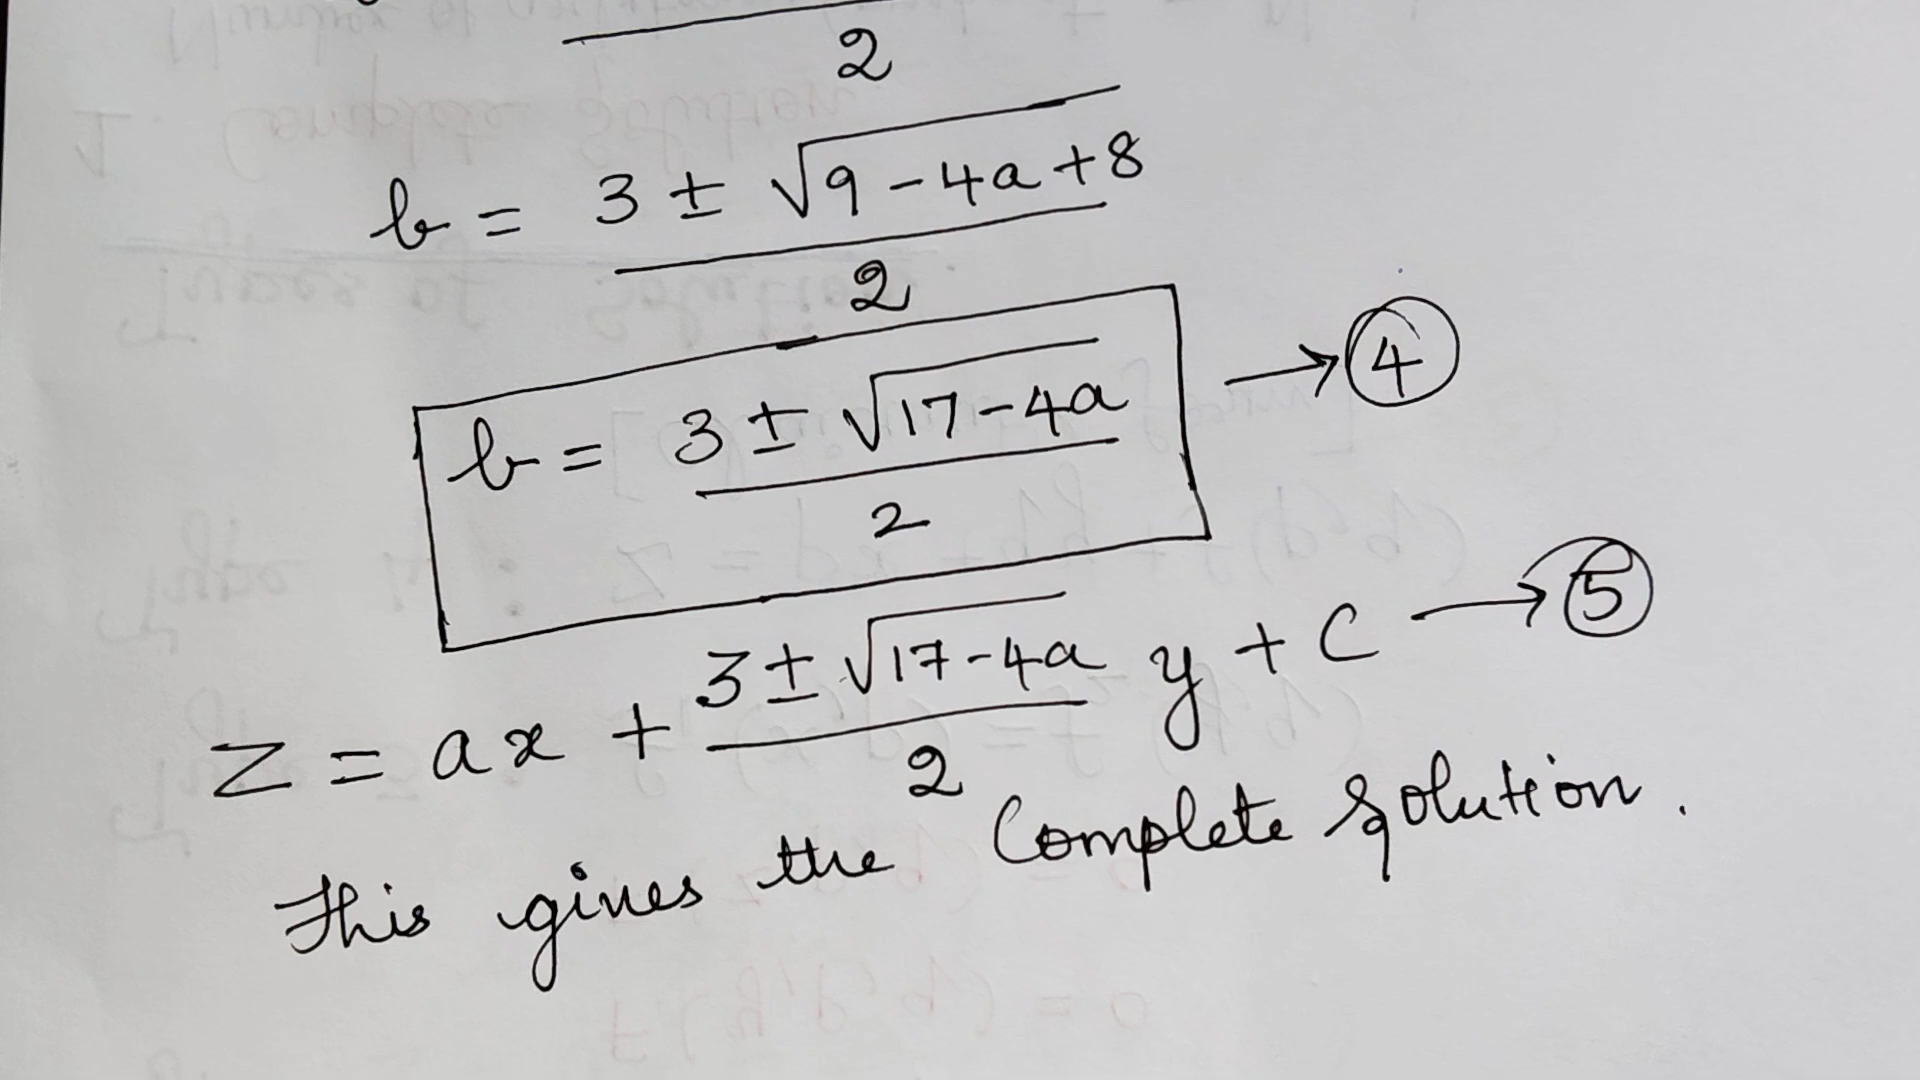 2
b = 3 ± √9 - 4a + 8
2
b = 3 ± √17 - 4a → 4
2
z = ax + 3 ± √17 - 4a y + C → 5
2
This gives the Complete Solution.